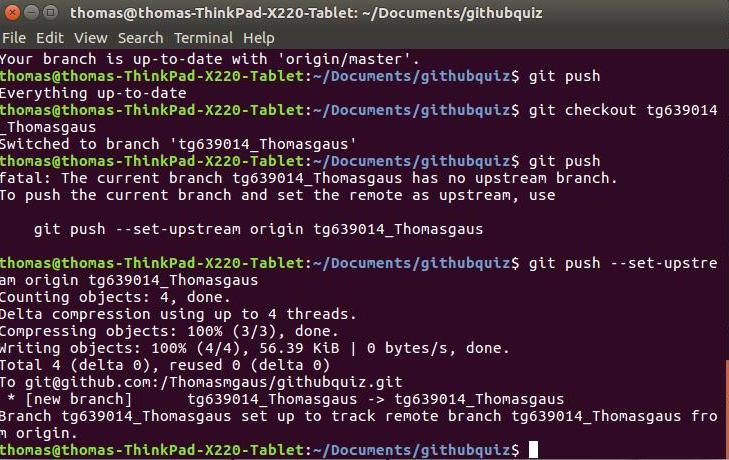 thomas@thomas-ThinkPad-X220-Tablet: ~/Documents/githubquiz
File Edit View Search Terminal Help
Your branch is up-to-date with 'origin/master'.
thomas@thomas-ThinkPad-X220-Tablet:~/Documents/githubquiz$ git push
Everything up-to-date
thomas@thomas-ThinkPad-X220-Tablet:~/Documents/githubquiz$ git checkout tg639014
_Thomasgaus
Switched to branch 'tg639014_Thomasgaus'
thomas@thomas-ThinkPad-X220-Tablet:~/Documents/githubquiz$ git push
fatal: The current branch tg639014_Thomasgaus has no upstream branch.
To push the current branch and set the remote as upstream, use
    git push --set-upstream origin tg639014_Thomasgaus
thomas@thomas-ThinkPad-X220-Tablet:~/Documents/githubquiz$ git push --set-upstre
am origin tg639014_Thomasgaus
Counting objects: 4, done.
Delta compression using up to 4 threads.
Compressing objects: 100% (3/3), done.
Writing objects: 100% (4/4), 56.39 KiB | 0 bytes/s, done.
Total 4 (delta 0), reused 0 (delta 0)
To git@github.com:/Thomasmgaus/githubquiz.git
 * [new branch]      tg639014_Thomasgaus -> tg639014_Thomasgaus
Branch tg639014_Thomasgaus set up to track remote branch tg639014_Thomasgaus fro
m origin.
thomas@thomas-ThinkPad-X220-Tablet:~/Documents/githubquiz$